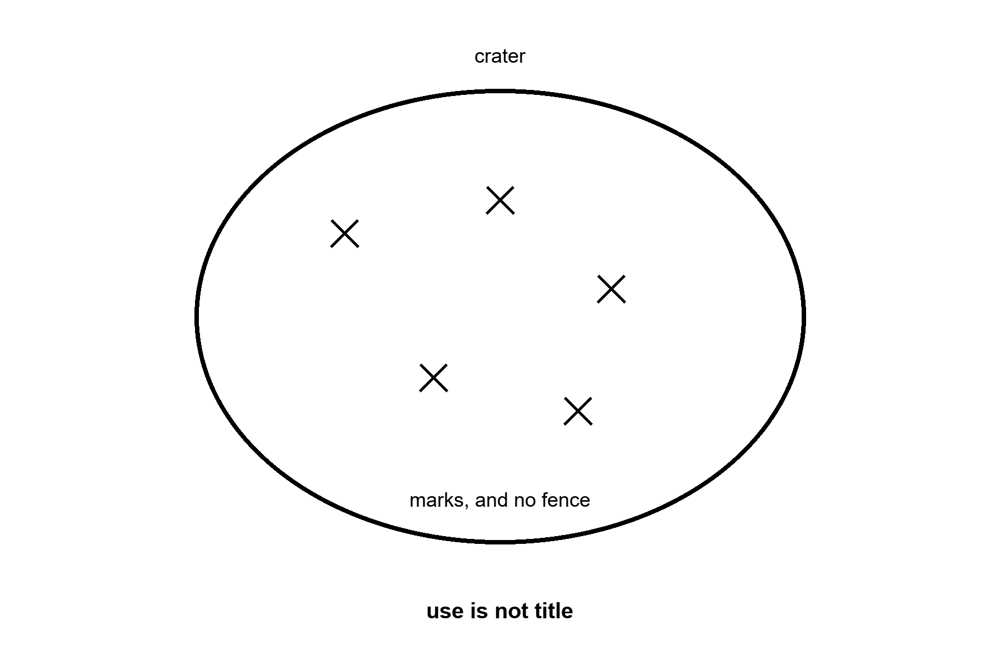 crater
marks, and no fence
use is not title